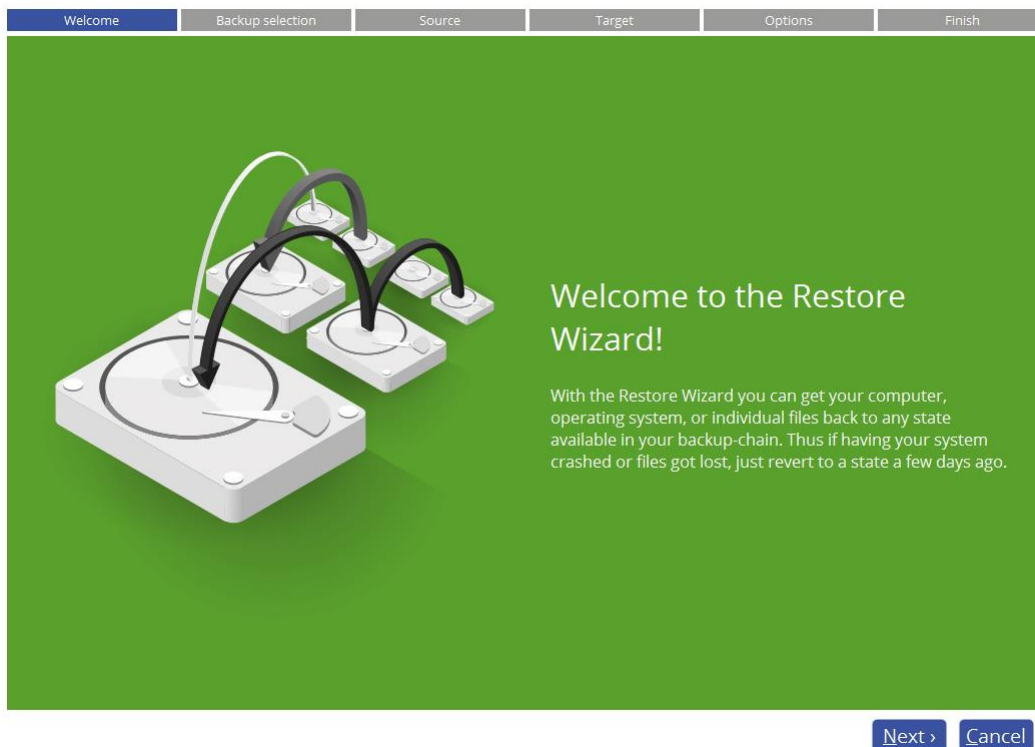 Welcome
Backup selection
Source
Target
Options
Finish
Welcome to the Restore
Wizard!
With the Restore Wizard you can get your computer,
operating system, or individual files back to any state
available in your backup-chain. Thus if having your system
crashed or files got lost, just revert to a state a few days ago.
Next ›
Cancel